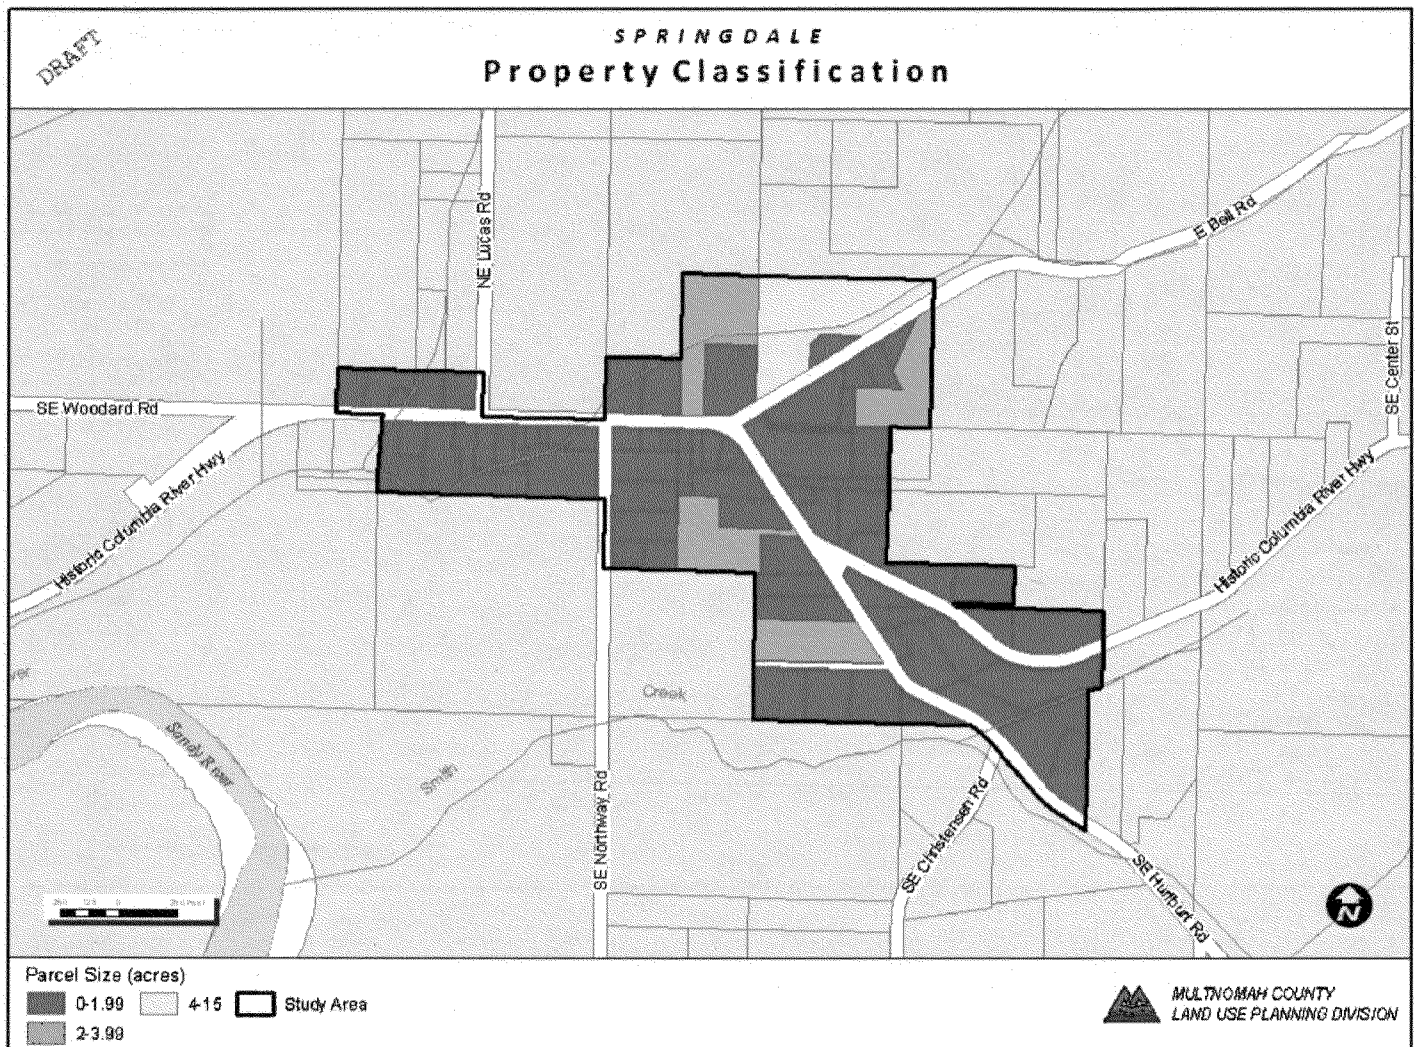 DRAFT
SPRINGDALE
Property Classification
NE Lucas Rd
E Bell Rd
SE Center St
SE Woodard Rd
Historic Columbia River Hwy
Historic Columbia River Hwy
Creek
Sandy River
Smith
SE Northway Rd
SE Christensen Rd
SE Hurlburt Rd
N
Parcel Size (acres)
0-1.99 4-15 Study Area
2-3.99
MULTNOMAH COUNTY
LAND USE PLANNING DIVISION